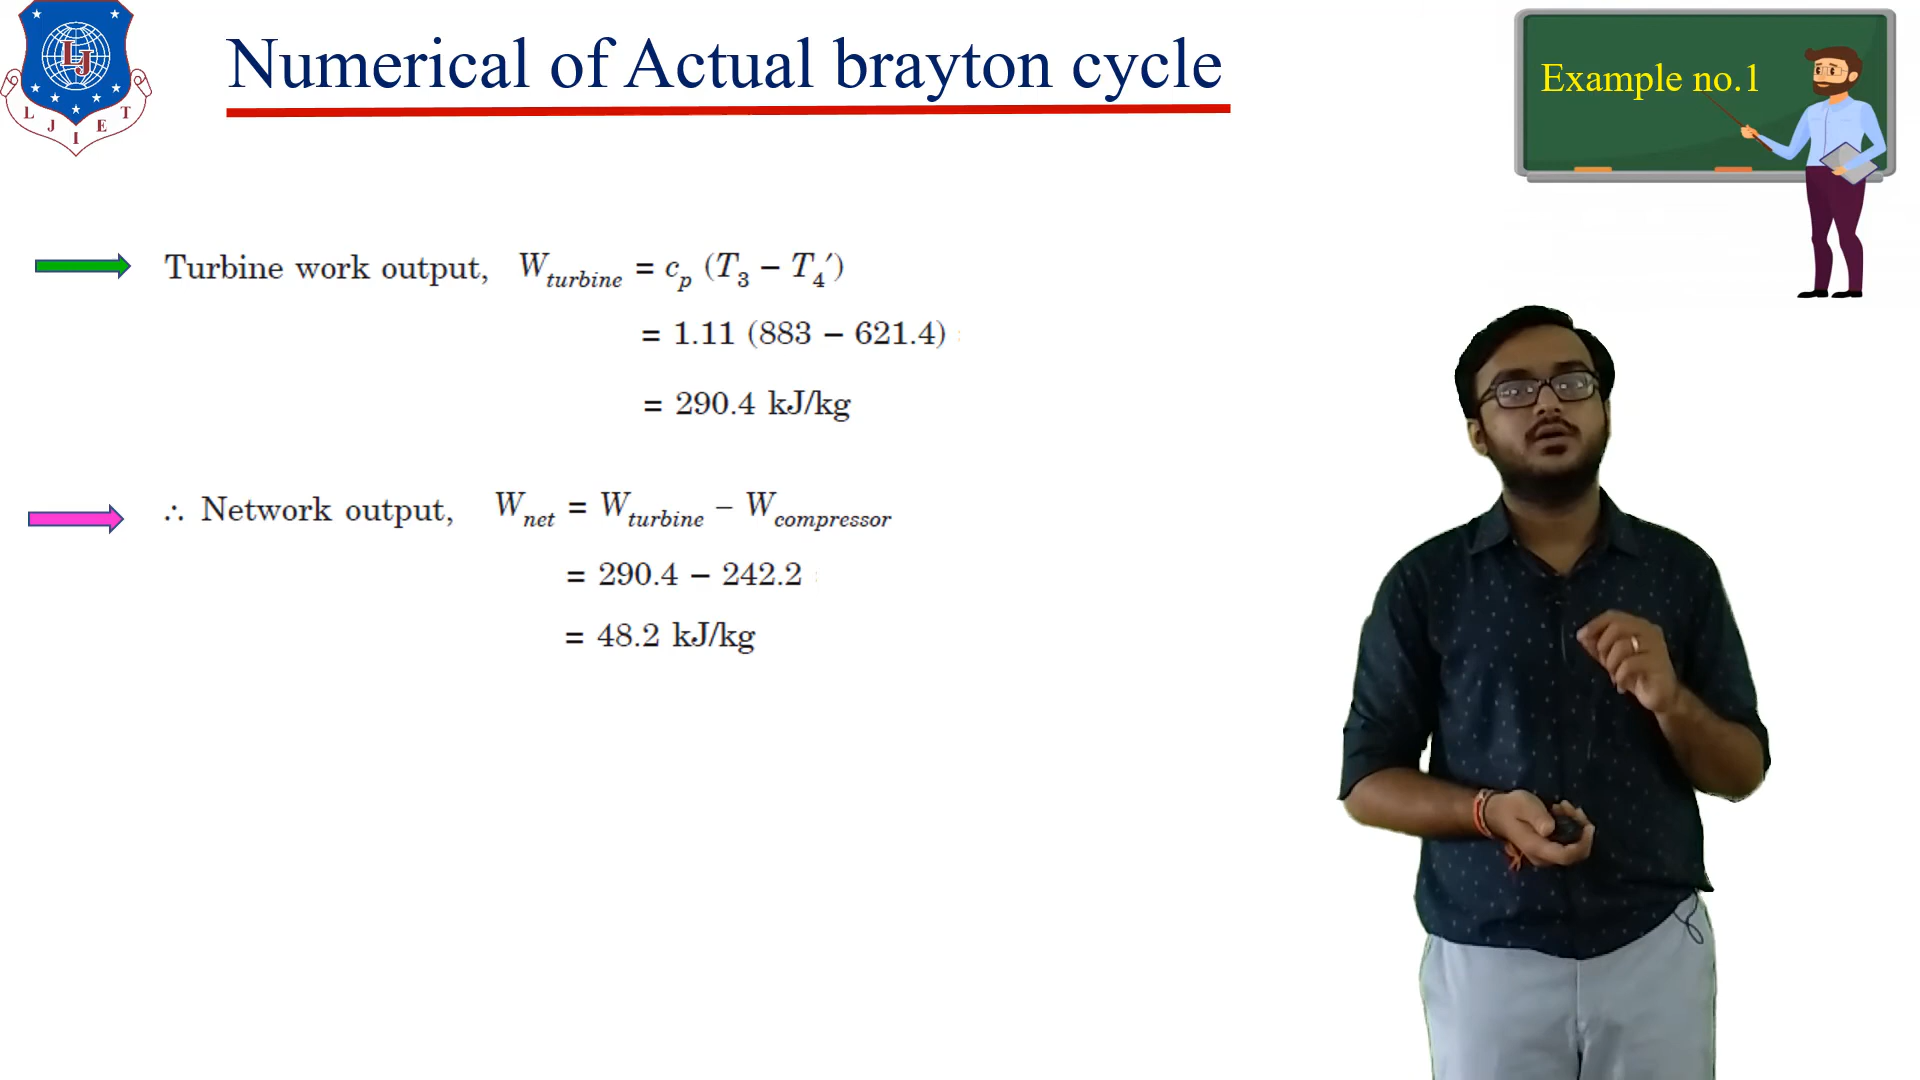 LJ
L J I E T
Numerical of Actual brayton cycle
Example no.1
Turbine work output, W_turbine = c_p (T_3 − T_4′)
= 1.11 (883 − 621.4)
= 290.4 kJ/kg
∴ Network output, W_net = W_turbine − W_compressor
= 290.4 − 242.2
= 48.2 kJ/kg